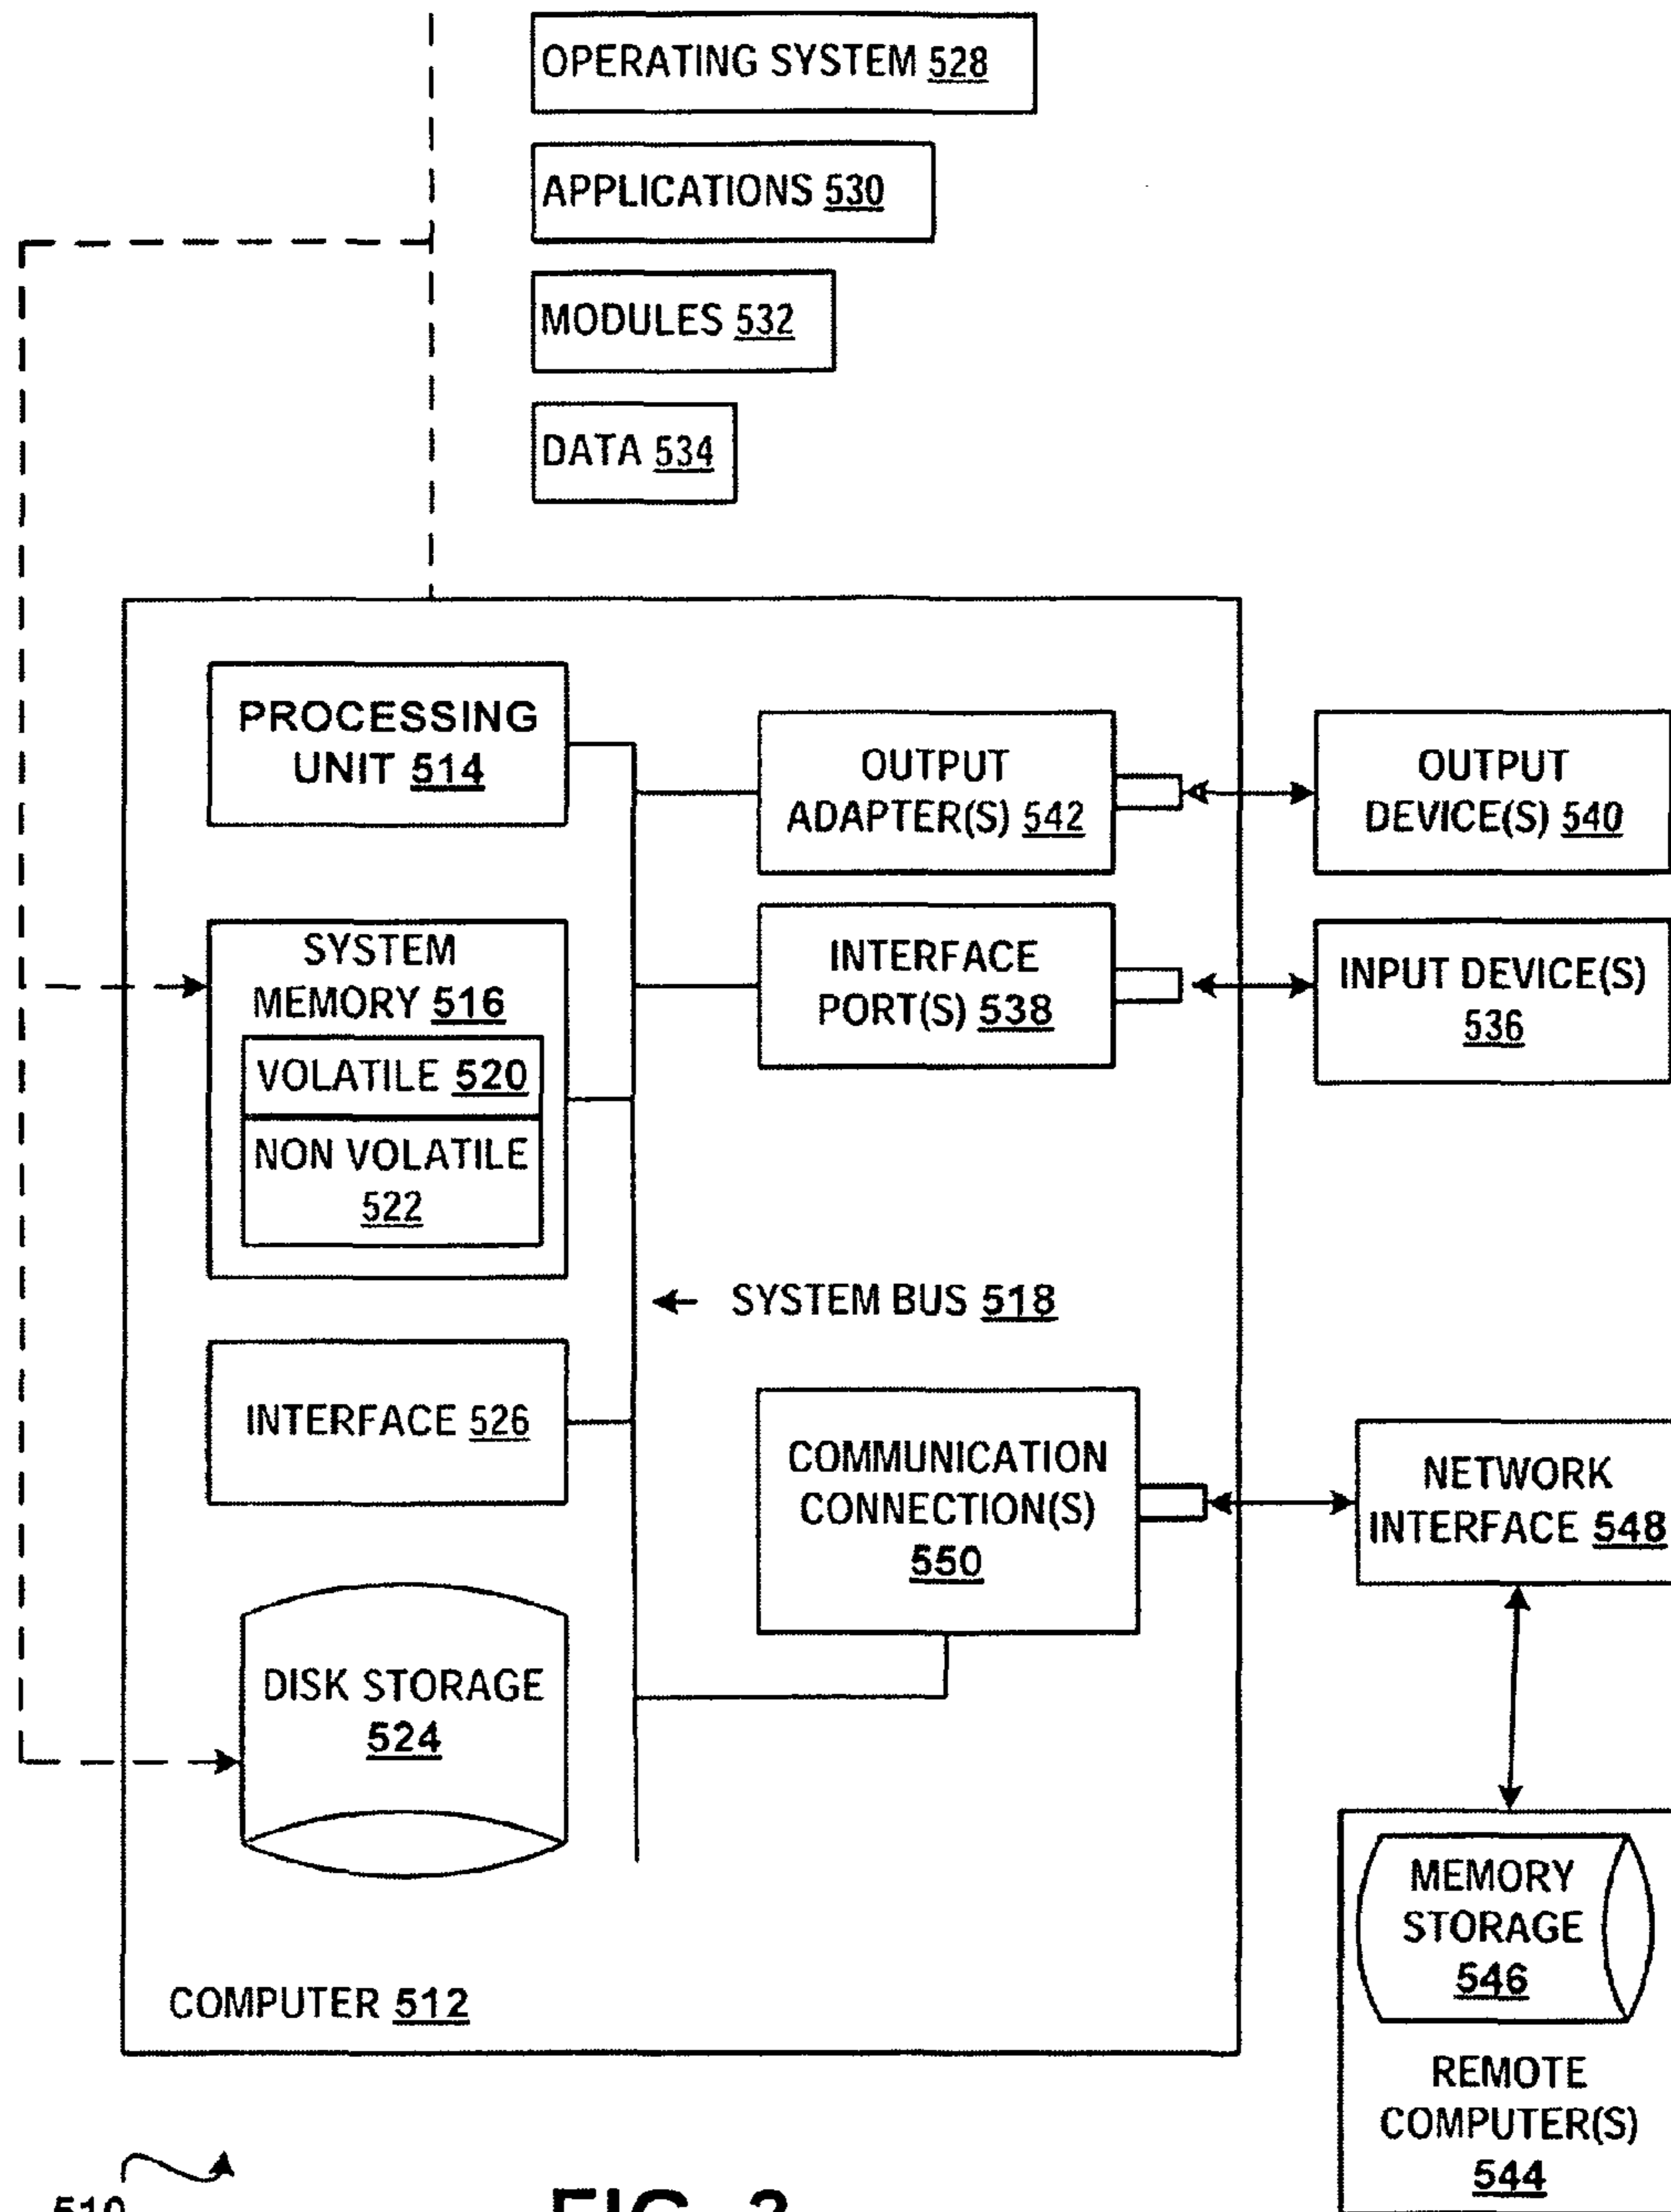 OPERATING SYSTEM 528
APPLICATIONS 530
MODULES 532
DATA 534
PROCESSING
UNIT 514
OUTPUT
ADAPTER(S) 542
OUTPUT
DEVICE(S) 540
SYSTEM
MEMORY 516
VOLATILE 520
NON VOLATILE
522
INTERFACE
PORT(S) 538
INPUT DEVICE(S)
536
SYSTEM BUS 518
INTERFACE 526
COMMUNICATION
CONNECTION(S)
550
NETWORK
INTERFACE 548
DISK STORAGE
524
MEMORY
STORAGE
546
COMPUTER 512
REMOTE
COMPUTER(S)
544
510
FIG.